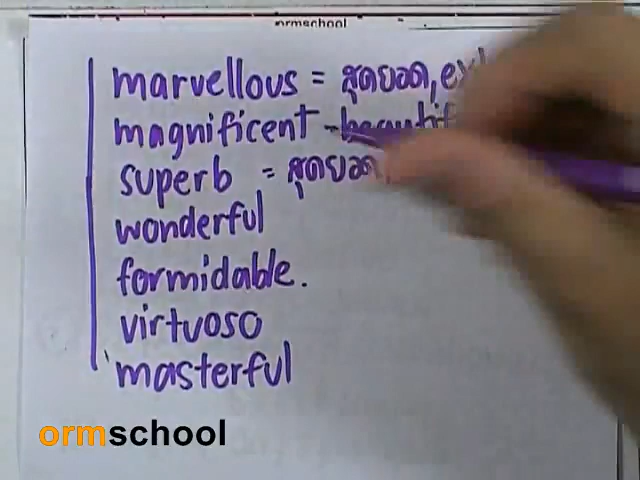 ormschool
marvellous = สุดยอด,
magnificent
superb = สุดยอด
wonderful
formidable.
virtuoso
masterful
ormschool